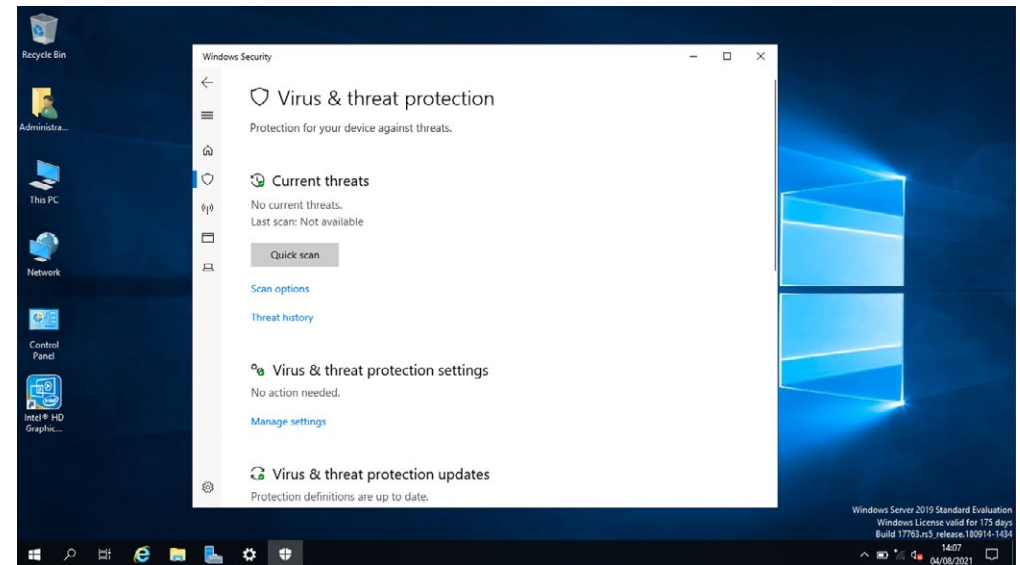 Recycle Bin
Administra...
This PC
Network
Control
Panel
Intel® HD
Graphic...
Windows Security
Virus & threat protection
Protection for your device against threats.
Current threats
No current threats.
Last scan: Not available
Quick scan
Scan options
Threat history
Virus & threat protection settings
No action needed.
Manage settings
Virus & threat protection updates
Protection definitions are up to date.
Windows Server 2019 Standard Evaluation
Windows License valid for 175 days
Build 17763.rs5_release.180914-1434
14:07
04/08/2021